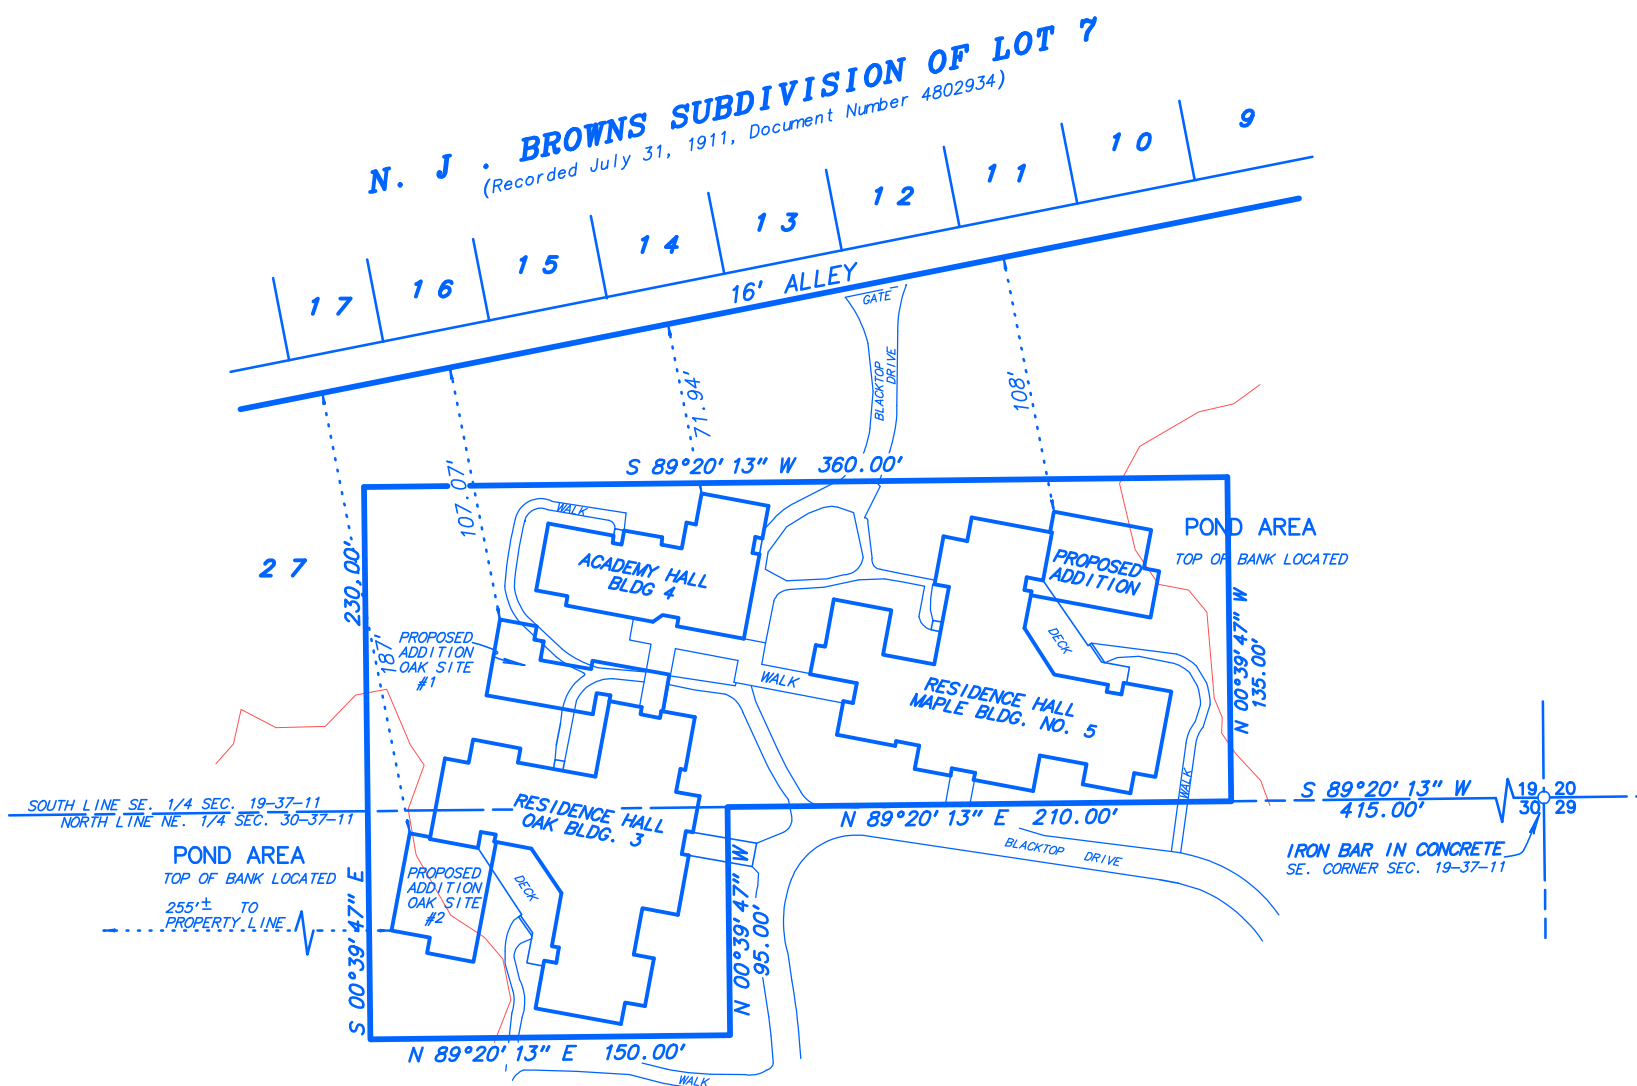 N. J . BROWNS SUBDIVISION OF LOT 7
(Recorded July 31, 1911, Document Number 4802934)
17
16
15
14
13
12
11
10
9
16' ALLEY
GATE
BLACKTOP
DRIVE
230.00'
107.07'
71.94'
108'
187'
S 89°20'13" W 360.00'
27
WALK
ACADEMY HALL
BLDG 4
PROPOSED
ADDITION
POND AREA
TOP OF BANK LOCATED
PROPOSED
ADDITION
OAK SITE
#1
DECK
WALK
RESIDENCE HALL
MAPLE BLDG. NO. 5
N 00°39'47" W
135.00'
WALK
SOUTH LINE SE. 1/4 SEC. 19-37-11
NORTH LINE NE. 1/4 SEC. 30-37-11
RESIDENCE HALL
OAK BLDG. 3
N 89°20'13" E 210.00'
S 89°20'13" W
415.00'
19 20
30 29
IRON BAR IN CONCRETE
SE. CORNER SEC. 19-37-11
BLACKTOP DRIVE
POND AREA
TOP OF BANK LOCATED
255'± TO
PROPERTY LINE
PROPOSED
ADDITION
OAK SITE
#2
DECK
S 00°39'47" E
N 00°39'47" W
95.00'
N 89°20'13" E 150.00'
WALK